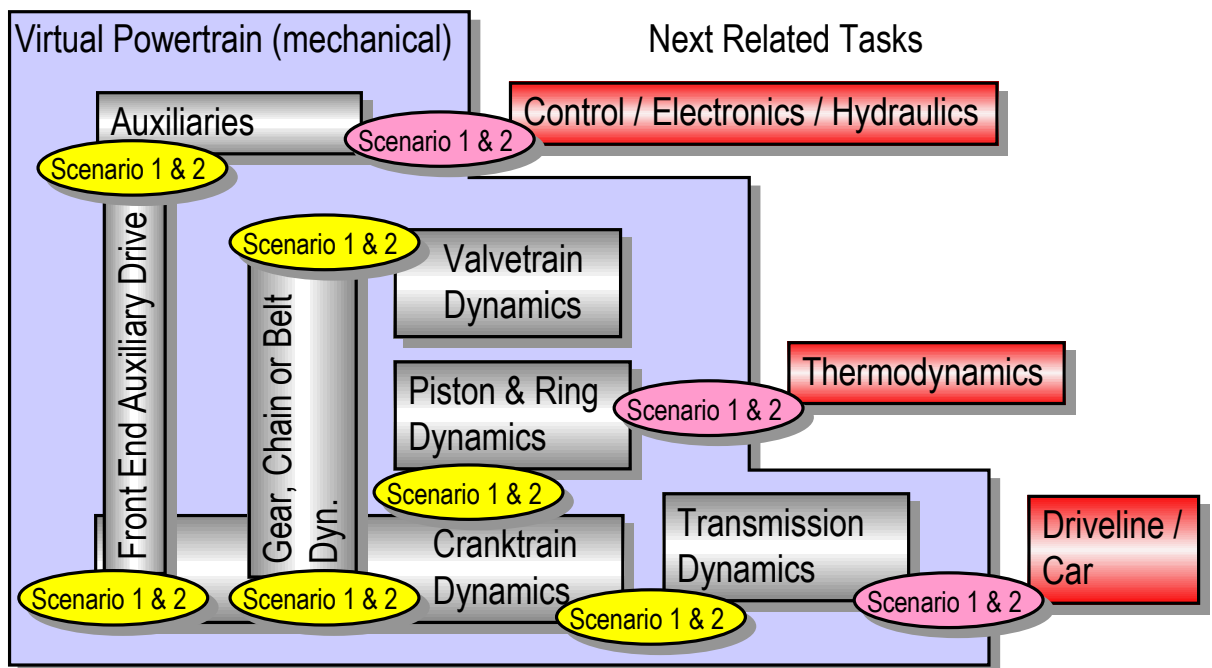 Virtual Powertrain (mechanical)
Next Related Tasks
Auxiliaries
Control / Electronics / Hydraulics
Scenario 1 & 2
Scenario 1 & 2
Front End Auxiliary Drive
Scenario 1 & 2
Gear, Chain or Belt
Dyn.
Valvetrain
Dynamics
Piston & Ring
Dynamics
Thermodynamics
Scenario 1 & 2
Scenario 1 & 2
Cranktrain
Dynamics
Transmission
Dynamics
Driveline /
Car
Scenario 1 & 2
Scenario 1 & 2
Scenario 1 & 2
Scenario 1 & 2